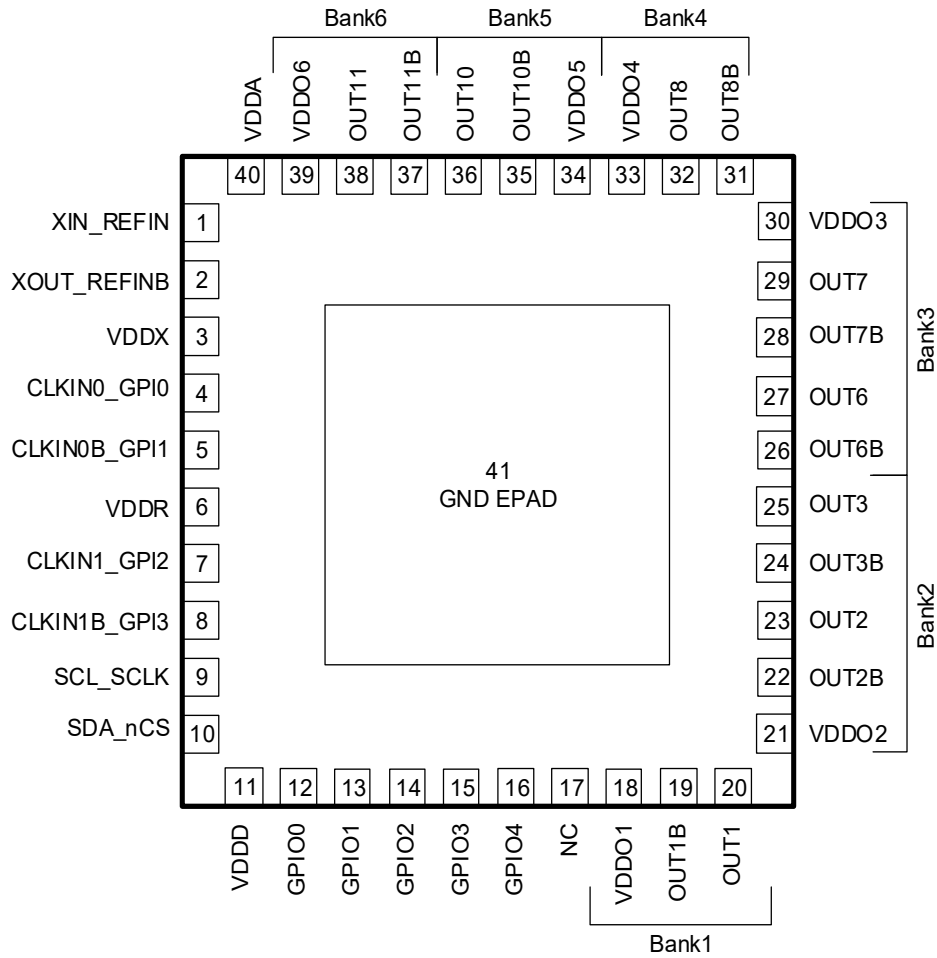 Bank6
Bank5
Bank4
VDDA
VDDO6
OUT11
OUT11B
OUT10
OUT10B
VDDO5
VDDO4
OUT8
OUT8B
40 39 38 37 36 35 34 33 32 31
XIN_REFIN 1
XOUT_REFINB 2
VDDX 3
CLKIN0_GPI0 4
CLKIN0B_GPI1 5
VDDR 6
CLKIN1_GPI2 7
CLKIN1B_GPI3 8
SCL_SCLK 9
SDA_nCS 10
41
GND EPAD
30 VDDO3
29 OUT7
28 OUT7B
27 OUT6
26 OUT6B
25 OUT3
24 OUT3B
23 OUT2
22 OUT2B
21 VDDO2
Bank3
Bank2
11 12 13 14 15 16 17 18 19 20
VDDD
GPIO0
GPIO1
GPIO2
GPIO3
GPIO4
NC
VDDO1
OUT1B
OUT1
Bank1